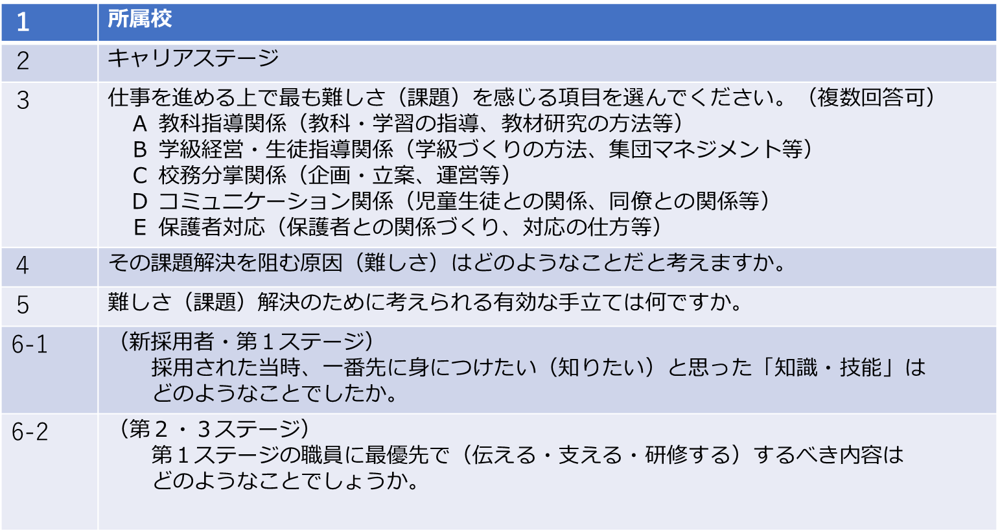 1 所属校
2 キャリアステージ
3 仕事を進める上で最も難しさ（課題）を感じる項目を選んでください。（複数回答可）
A 教科指導関係（教科・学習の指導、教材研究の方法等）
B 学級経営・生徒指導関係（学級づくりの方法、集団マネジメント等）
C 校務分掌関係（企画・立案、運営等）
D コミュニケーション関係（児童生徒との関係、同僚との関係等）
E 保護者対応（保護者との関係づくり、対応の仕方等）
4 その課題解決を阻む原因（難しさ）はどのようなことだと考えますか。
5 難しさ（課題）解決のために考えられる有効な手立ては何ですか。
6-1 （新採用者・第１ステージ）
採用された当時、一番先に身につけたい（知りたい）と思った「知識・技能」は
どのようなことでしたか。
6-2 （第２・３ステージ）
第１ステージの職員に最優先で（伝える・支える・研修する）するべき内容は
どのようなことでしょうか。